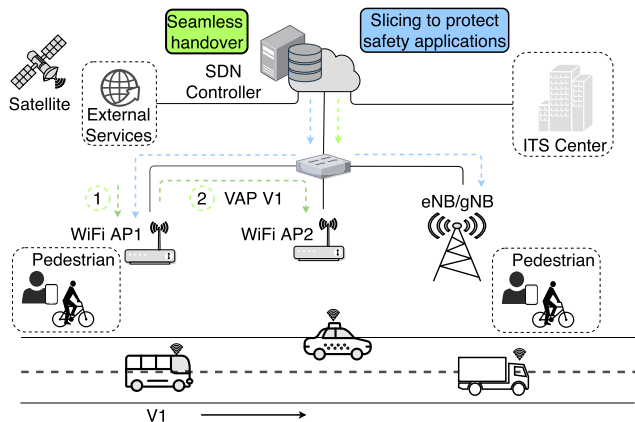 Seamless
handover
Slicing to protect
safety applications
SDN
Controller
Satellite
External
Services
ITS Center
1
2
VAP V1
eNB/gNB
WiFi AP1
WiFi AP2
Pedestrian
Pedestrian
V1